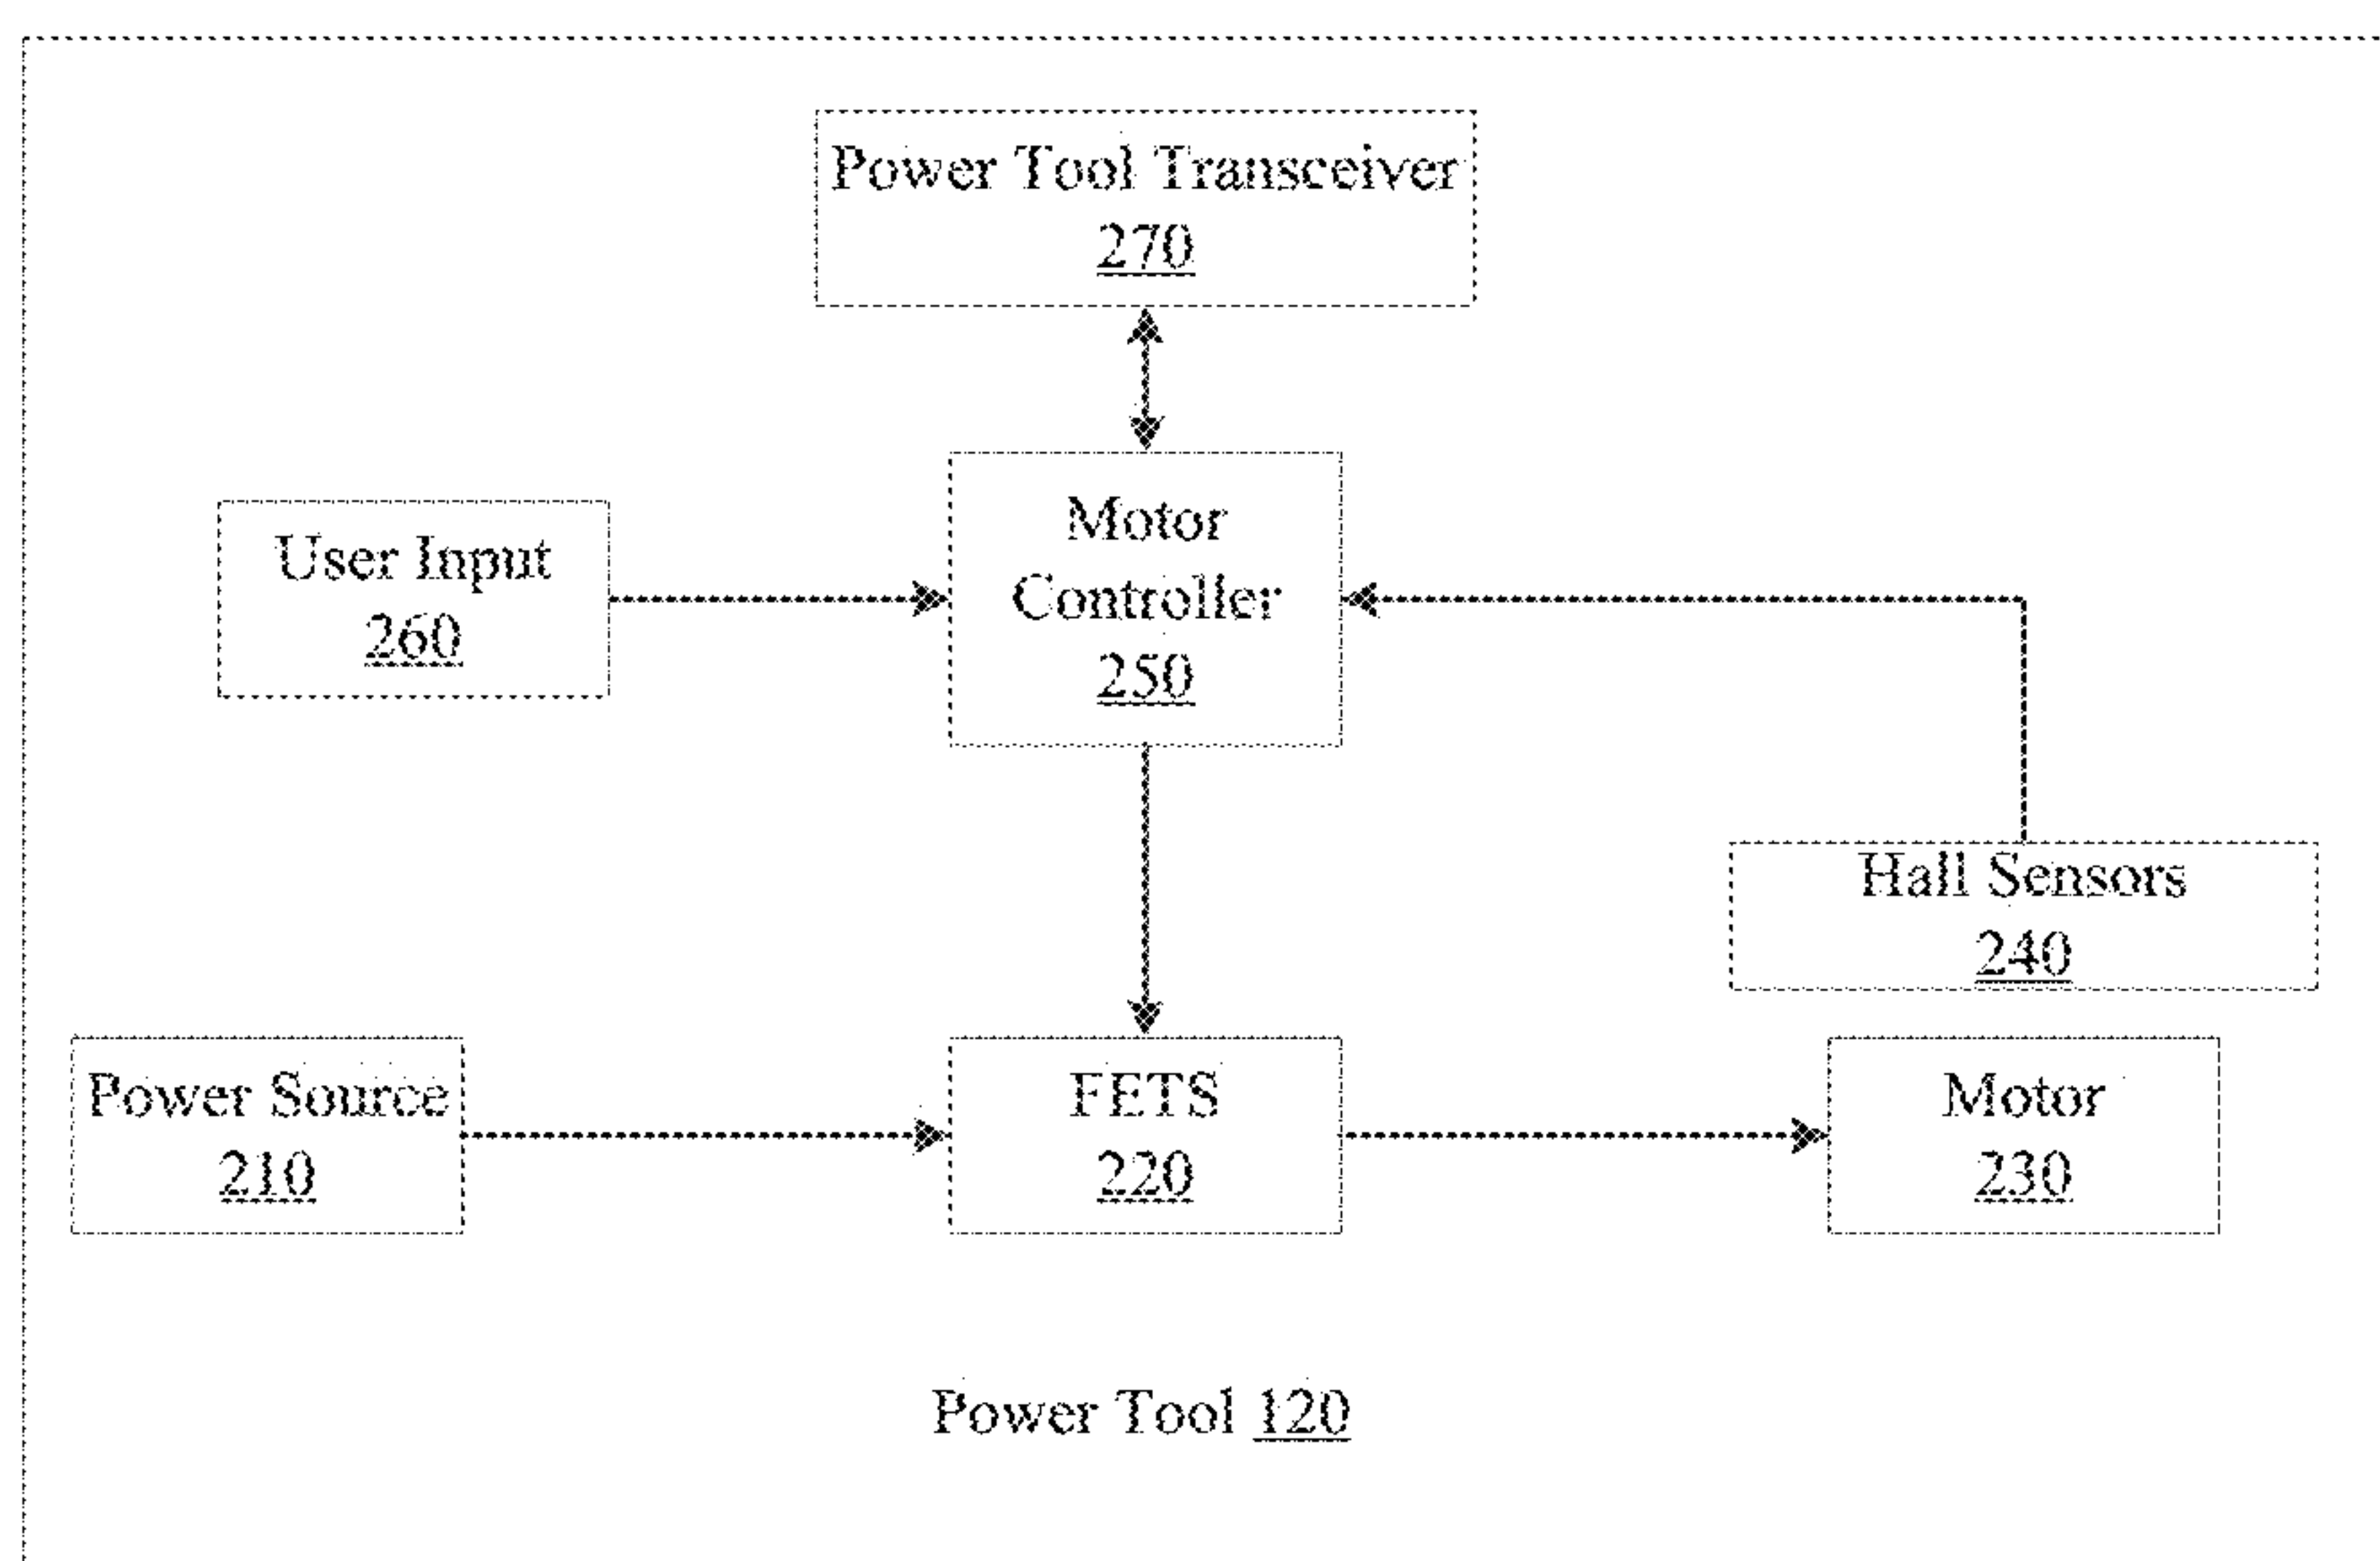 Power Tool Transceiver
270
Motor
Controller
250
User Input
260
Hall Sensors
240
Power Source
210
FETS
220
Motor
230
Power Tool 120